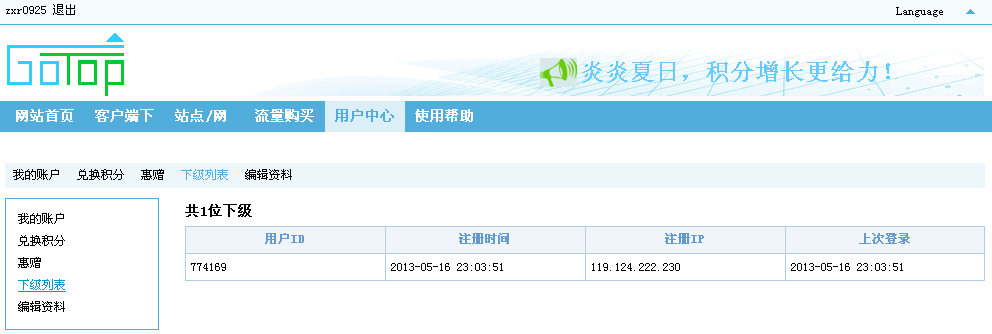 zxr0925 退出
Language
GoTop
炎炎夏日，积分增长更给力！
网站首页 客户端下 站点/网 流量购买 用户中心 使用帮助
我的账户 兑换积分 惠赠 下级列表 编辑资料
我的账户
兑换积分
惠赠
下级列表
编辑资料
共1位下级
用户ID 注册时间 注册IP 上次登录
774169 2013-05-16 23:03:51 119.124.222.230 2013-05-16 23:03:51